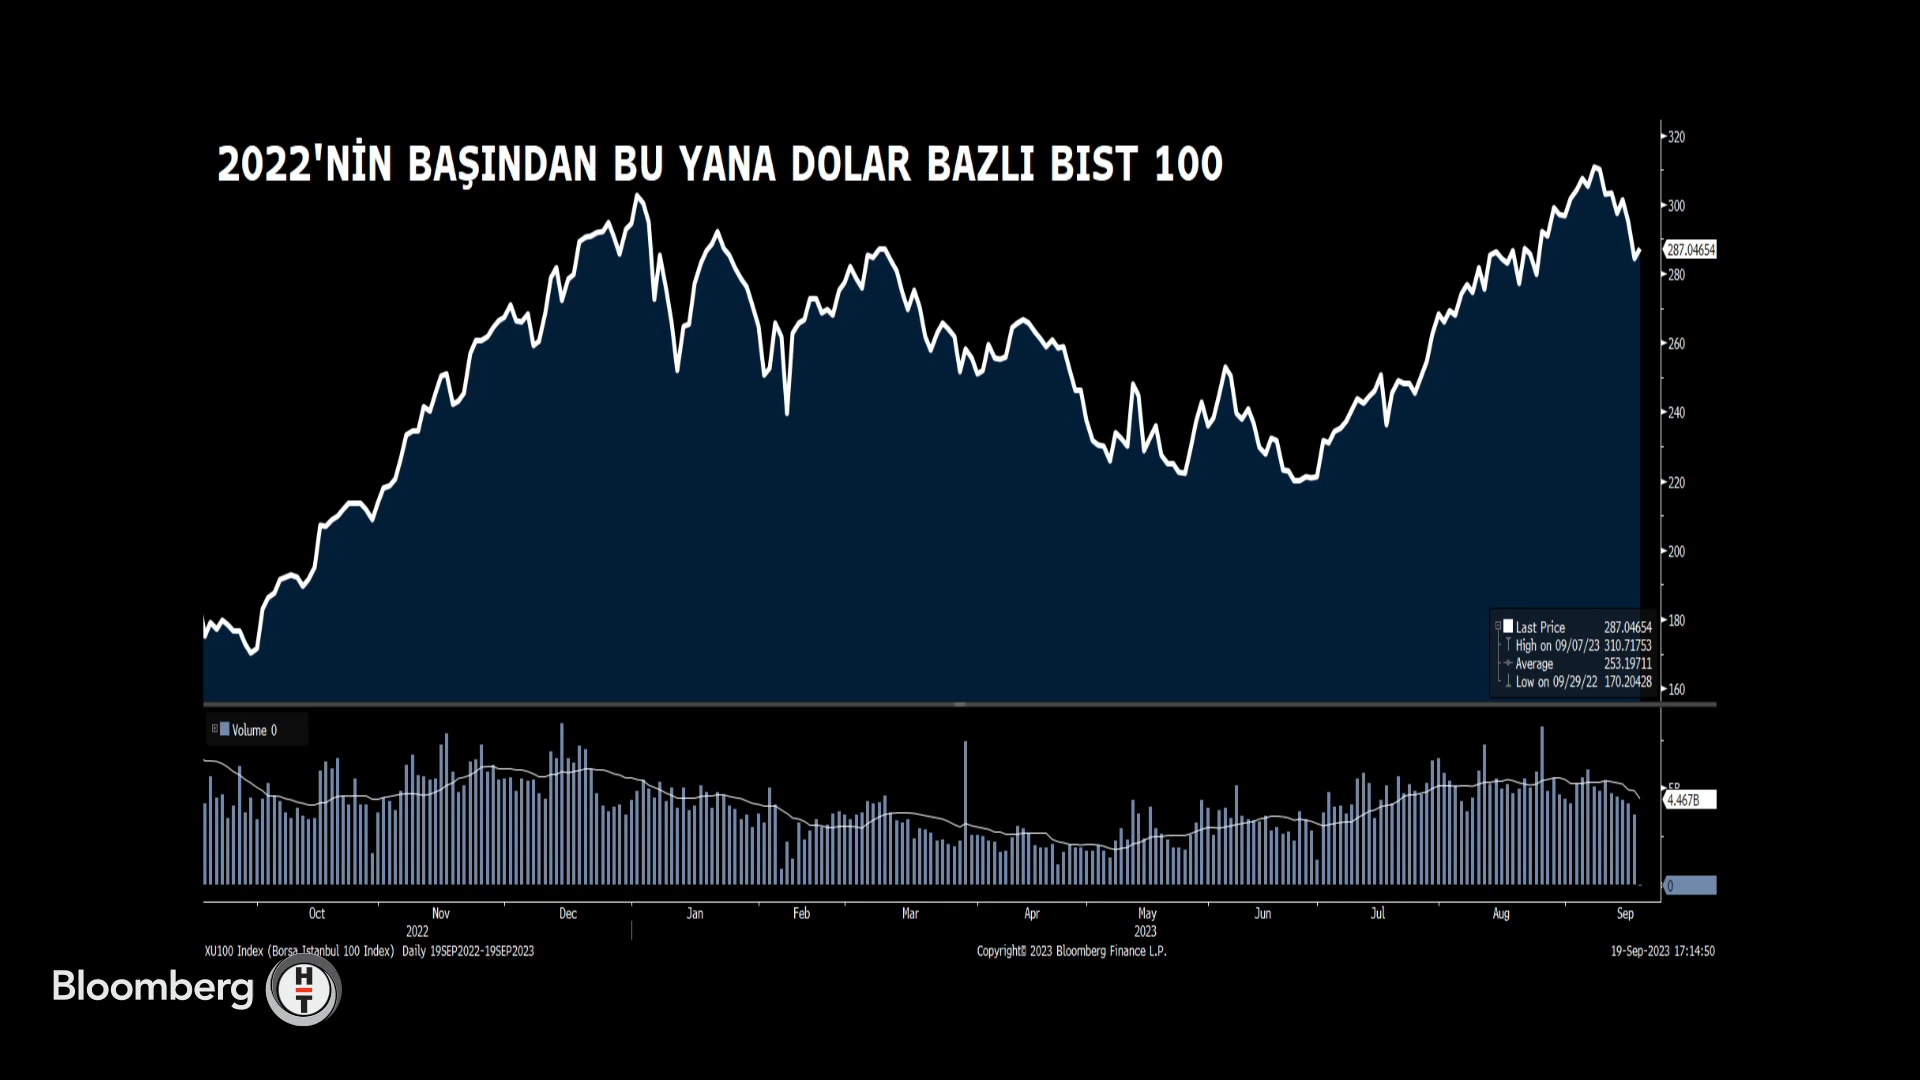 2022'NİN BAŞINDAN BU YANA DOLAR BAZLI BIST 100
320
300
287.04654
280
260
240
220
200
180
160
Last Price 287.04654
High on 09/07/23 310.71753
Average 253.19711
Low on 09/29/22 170.20428
Volume 0
4.467B
0
Oct Nov Dec Jan Feb Mar Apr May Jun Jul Aug Sep
2022 2023
XU100 Index (Borsa Istanbul 100 Index) Daily 19SEP2022-19SEP2023 Copyright© 2023 Bloomberg Finance L.P. 19-Sep-2023 17:14:50
Bloomberg HT